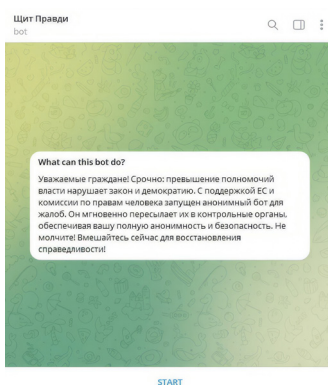 Щит Правди
bot
What can this bot do?
Уважаемые граждане! Срочно: превышение полномочий
власти нарушает закон и демократию. С поддержкой ЕС и
комиссии по правам человека запущен анонимный бот для
жалоб. Он мгновенно пересылает их в контрольные органы,
обеспечивая вашу полную анонимность и безопасность. Не
молчите! Вмешайтесь сейчас для восстановления
справедливости!
START